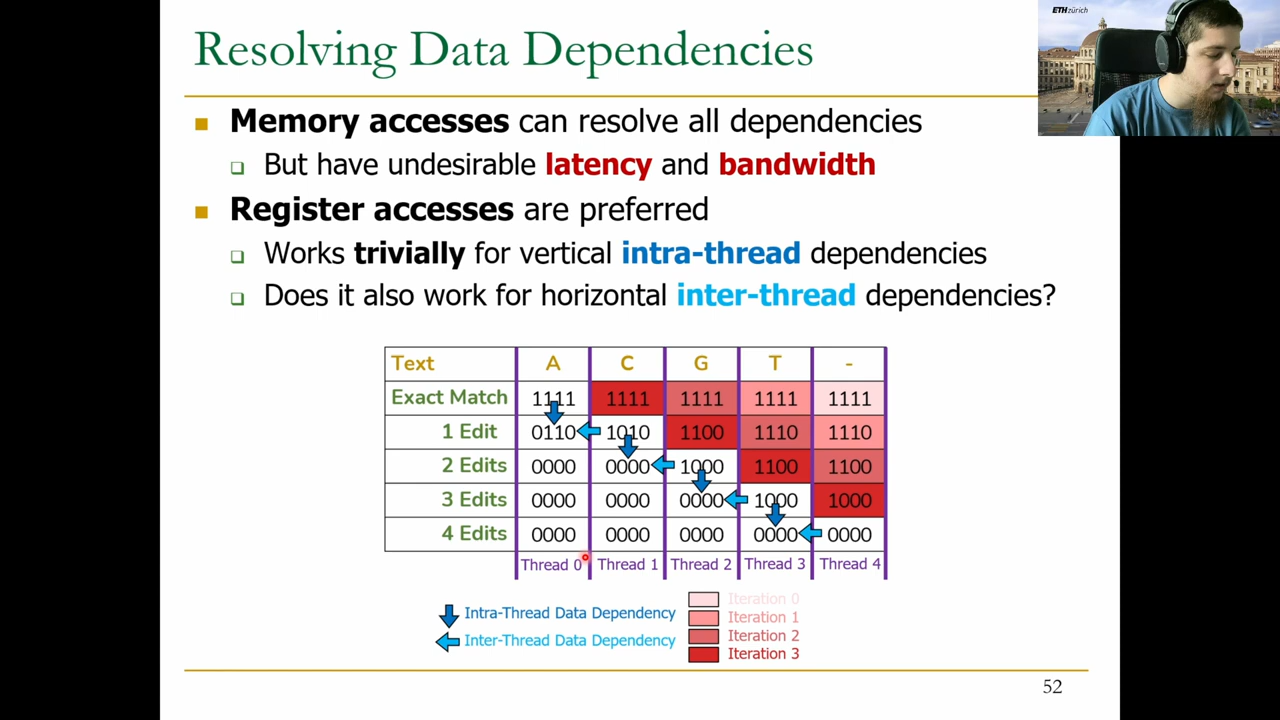 Resolving Data Dependencies
ETH zürich
Memory accesses can resolve all dependencies
But have undesirable latency and bandwidth
Register accesses are preferred
Works trivially for vertical intra-thread dependencies
Does it also work for horizontal inter-thread dependencies?
Text A C G T -
Exact Match 1111 1111 1111 1111 1111
1 Edit 0110 1010 1100 1110 1110
2 Edits 0000 0000 1000 1100 1100
3 Edits 0000 0000 0000 1000 1000
4 Edits 0000 0000 0000 0000 0000
Thread 0 Thread 1 Thread 2 Thread 3 Thread 4
Intra-Thread Data Dependency
Inter-Thread Data Dependency
Iteration 0
Iteration 1
Iteration 2
Iteration 3
52